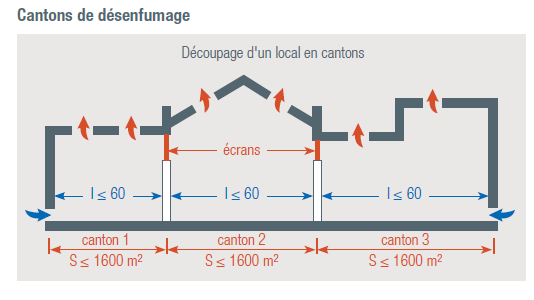 Cantons de désenfumage
Découpage d'un local en cantons
écrans
l ≤ 60 l ≤ 60 l ≤ 60
canton 1 canton 2 canton 3
S ≤ 1600 m² S ≤ 1600 m² S ≤ 1600 m²